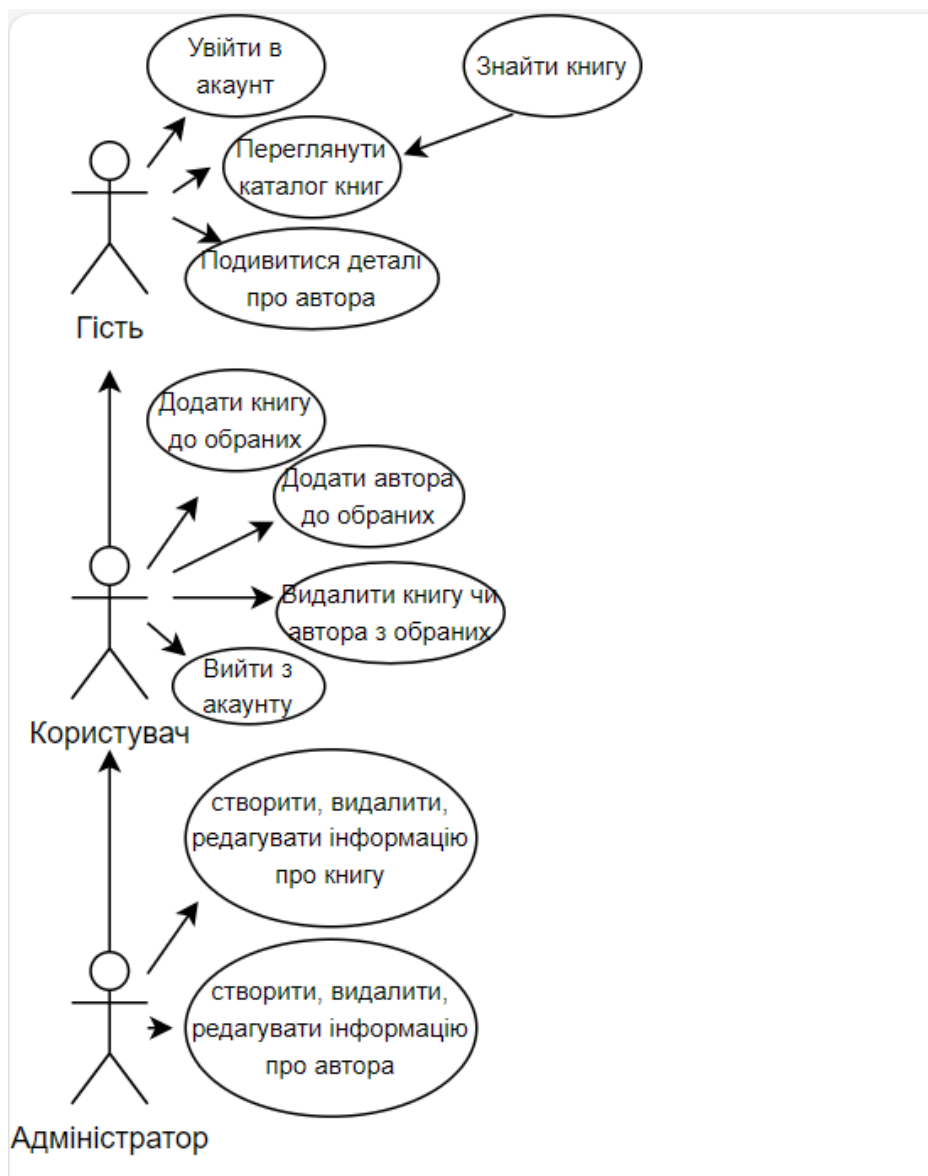 Увійти в
акаунт
Знайти книгу
Переглянути
каталог книг
Подивитися деталі
про автора
Гість
Додати книгу
до обраних
Додати автора
до обраних
Видалити книгу чи
автора з обраних
Вийти з
акаунту
Користувач
створити, видалити,
редагувати інформацію
про книгу
створити, видалити,
редагувати інформацію
про автора
Адміністратор